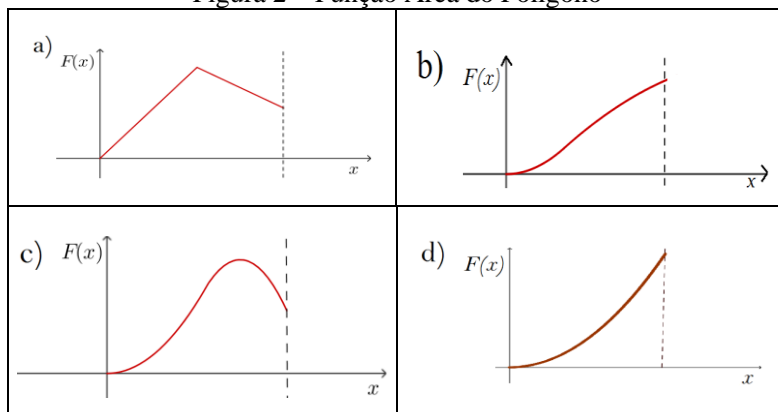 Figura 2 – Função Área do Polígono
a) F(x)
x
b) F(x)
x
c) F(x)
x
d) F(x)
x